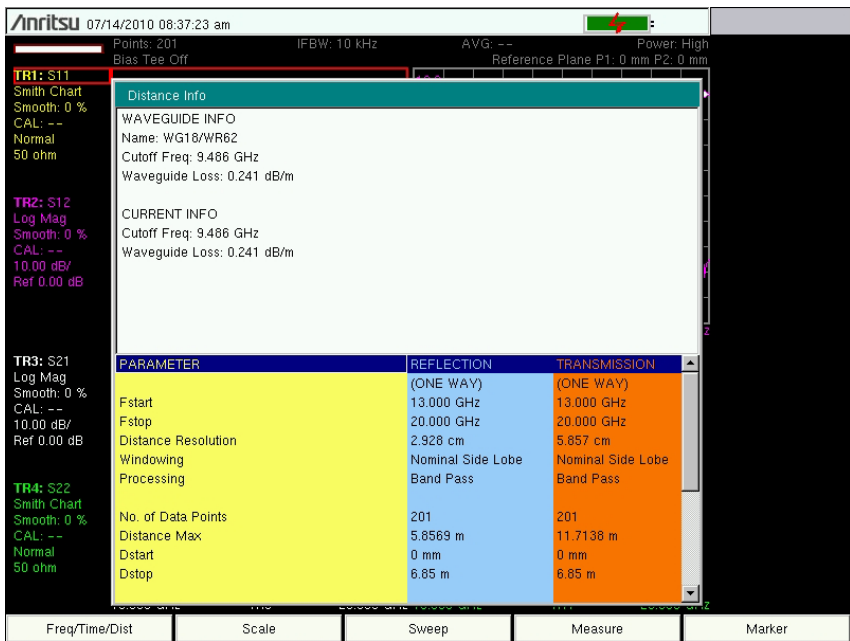 Anritsu 07/14/2010 08:37:23 am
Points: 201 IFBW: 10 kHz AVG: -- Power: High
Bias Tee Off Reference Plane P1: 0 mm P2: 0 mm
TR1: S11
Smith Chart
Smooth: 0 %
CAL: --
Normal
50 ohm
TR2: S12
Log Mag
Smooth: 0 %
CAL: --
10.00 dB/
Ref 0.00 dB
TR3: S21
Log Mag
Smooth: 0 %
CAL: --
10.00 dB/
Ref 0.00 dB
TR4: S22
Smith Chart
Smooth: 0 %
CAL: --
Normal
50 ohm
Distance Info
WAVEGUIDE INFO
Name: WG18/WR62
Cutoff Freq: 9.486 GHz
Waveguide Loss: 0.241 dB/m
CURRENT INFO
Cutoff Freq: 9.486 GHz
Waveguide Loss: 0.241 dB/m
PARAMETER REFLECTION TRANSMISSION
(ONE WAY) (ONE WAY)
Fstart 13.000 GHz 13.000 GHz
Fstop 20.000 GHz 20.000 GHz
Distance Resolution 2.928 cm 5.857 cm
Windowing Nominal Side Lobe Nominal Side Lobe
Processing Band Pass Band Pass
No. of Data Points 201 201
Distance Max 5.8569 m 11.7138 m
Dstart 0 mm 0 mm
Dstop 6.85 m 6.85 m
Freq/Time/Dist Scale Sweep Measure Marker